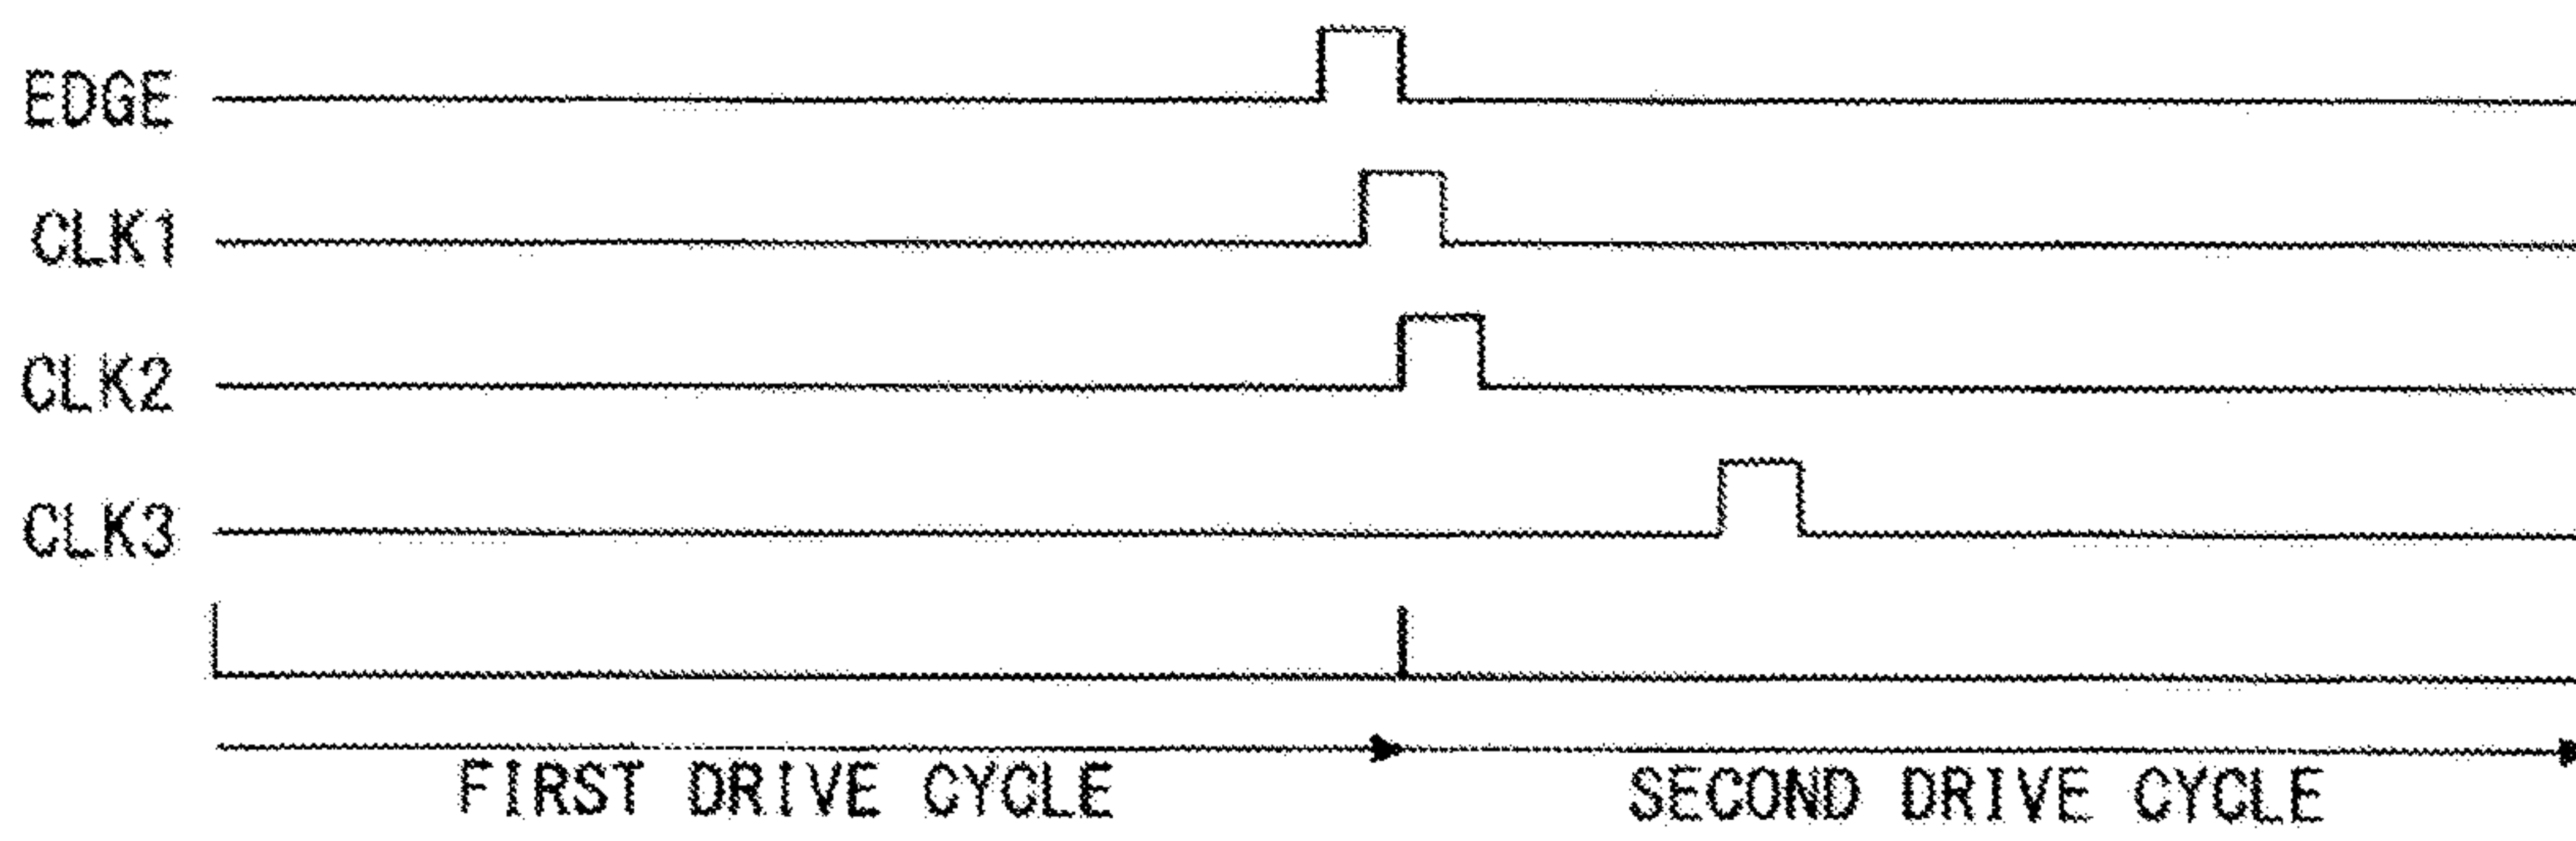 EDGE
CLK1
CLK2
CLK3
FIRST DRIVE CYCLE
SECOND DRIVE CYCLE